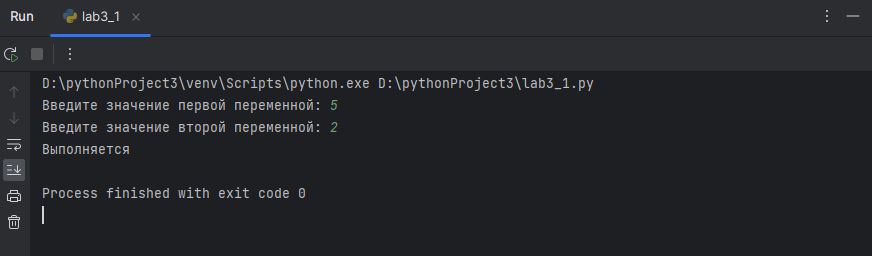 Run lab3_1
D:\pythonProject3\venv\Scripts\python.exe D:\pythonProject3\lab3_1.py
Введите значение первой переменной: 5
Введите значение второй переменной: 2
Выполняется
Process finished with exit code 0